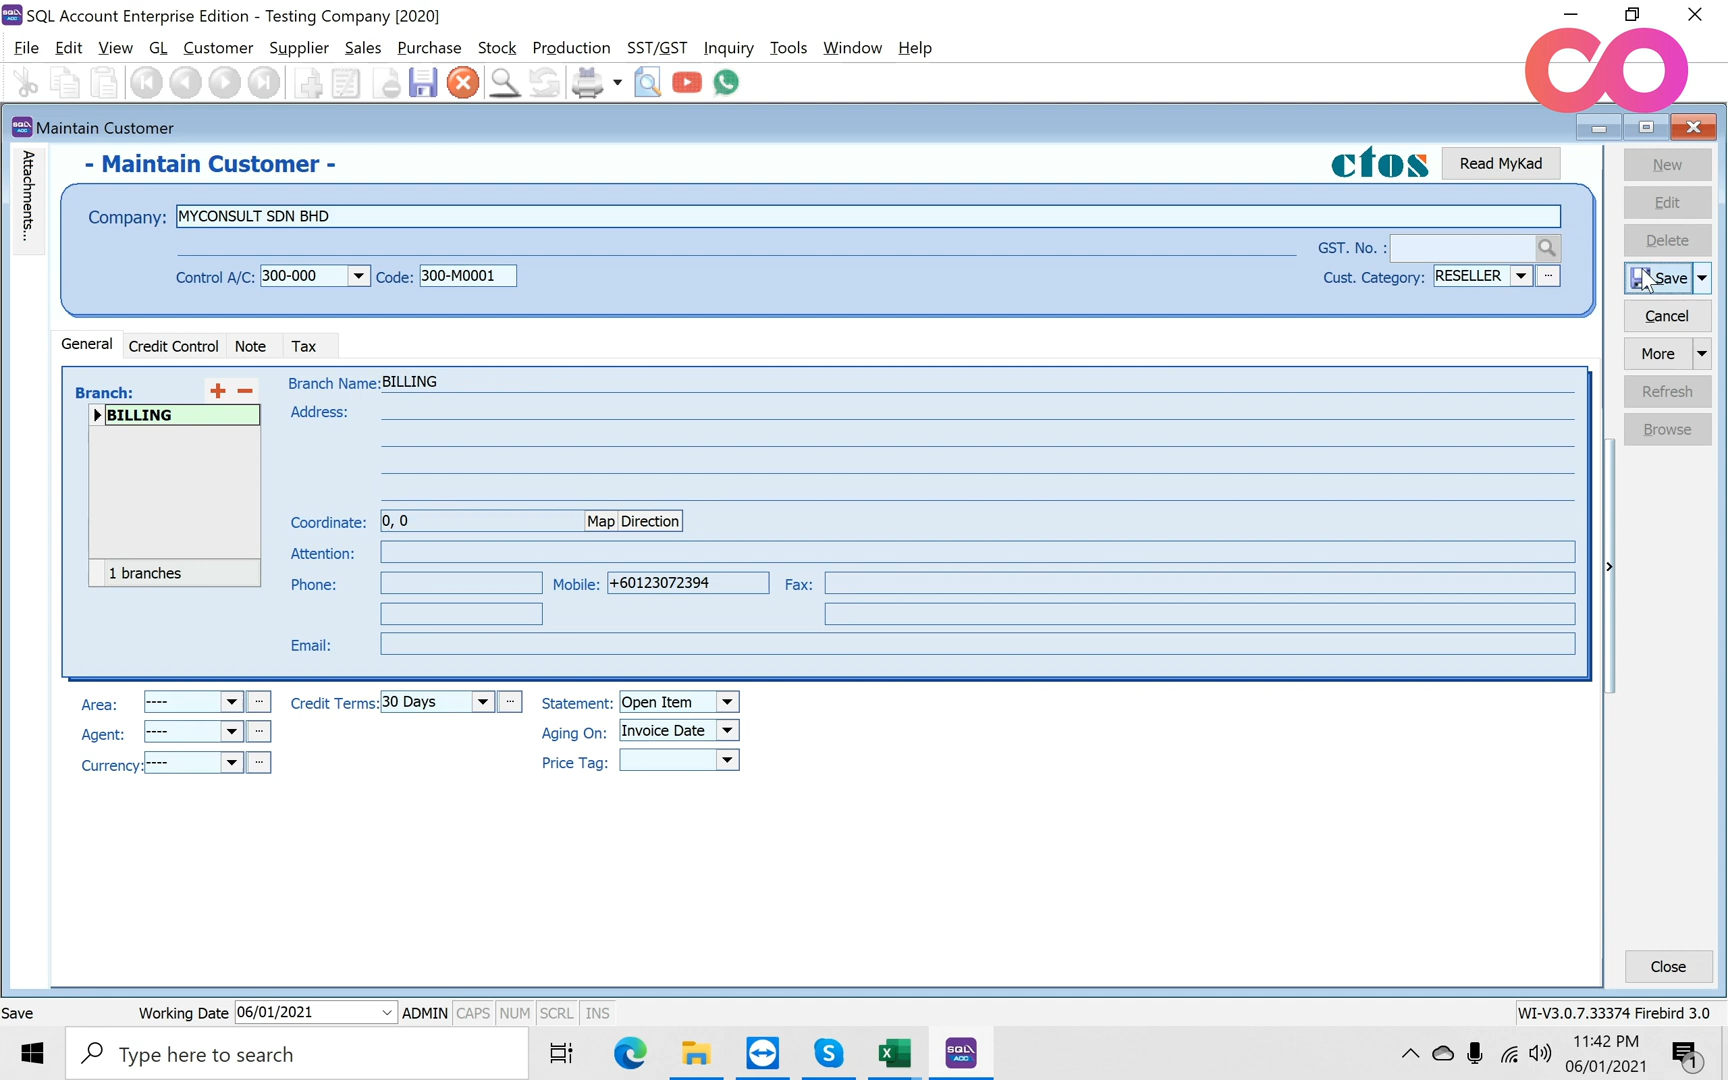 SQL Account Enterprise Edition - Testing Company [2020]
File Edit View GL Customer Supplier Sales Purchase Stock Production SST/GST Inquiry Tools Window Help
Maintain Customer
Attachments...
- Maintain Customer -
ctos
Read MyKad
Company: MYCONSULT SDN BHD
GST. No. :
Control A/C: 300-000 Code: 300-M0001
Cust. Category: RESELLER
General Credit Control Note Tax
Branch:
BILLING
1 branches
Branch Name: BILLING
Address:
Coordinate: 0, 0 Map Direction
Attention:
Phone: Mobile: +60123072394 Fax:
Email:
Area: ---- Credit Terms: 30 Days Statement: Open Item
Agent: ---- Aging On: Invoice Date
Currency: ---- Price Tag:
New
Edit
Delete
Save
Cancel
More
Refresh
Browse
Close
Save Working Date 06/01/2021 ADMIN CAPS NUM SCRL INS WI-V3.0.7.33374 Firebird 3.0
Type here to search
11:42 PM
06/01/2021
1